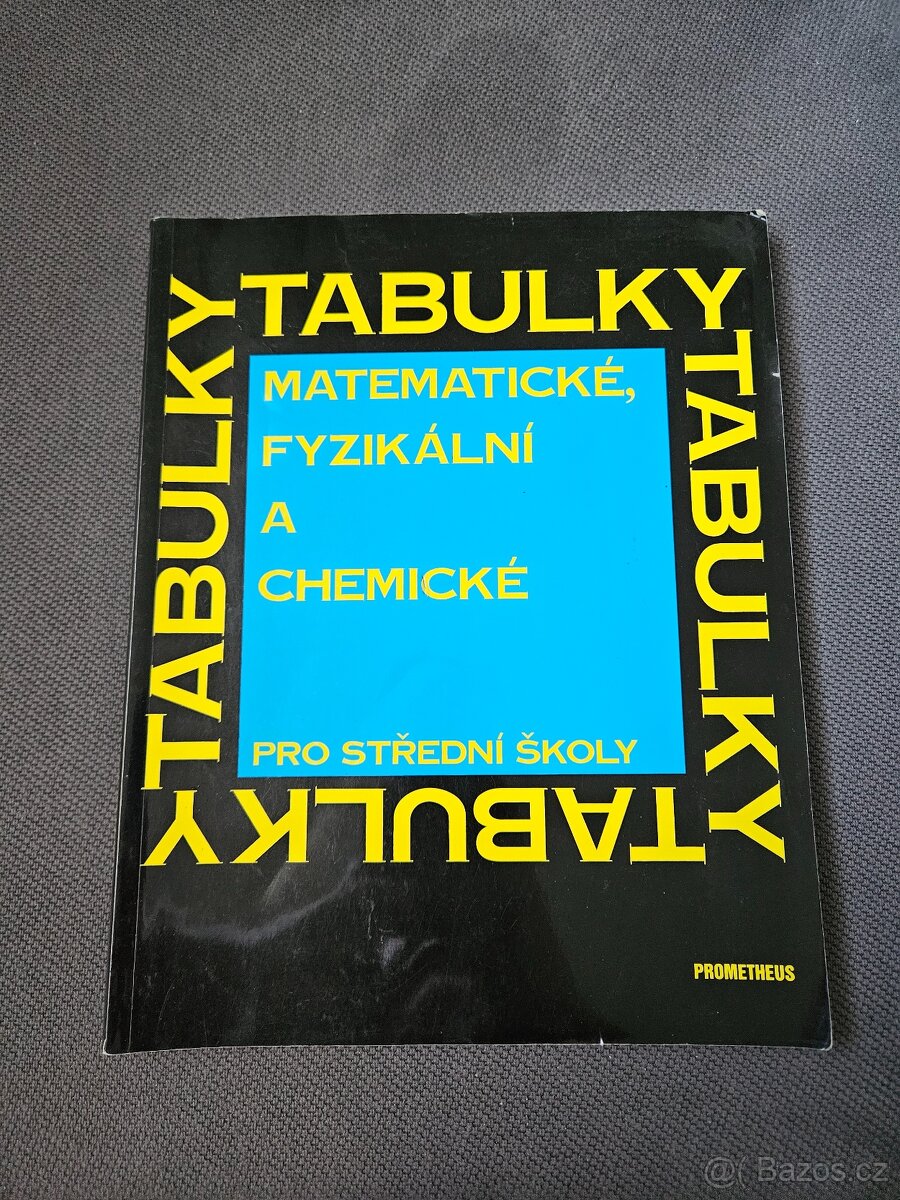 TABULKY
TABULKY
TABULKY
MATEMATICKÉ,
FYZIKÁLNÍ
A
CHEMICKÉ
PRO STŘEDNÍ ŠKOLY
TABULKY
PROMETHEUS
@( Bazos.cz